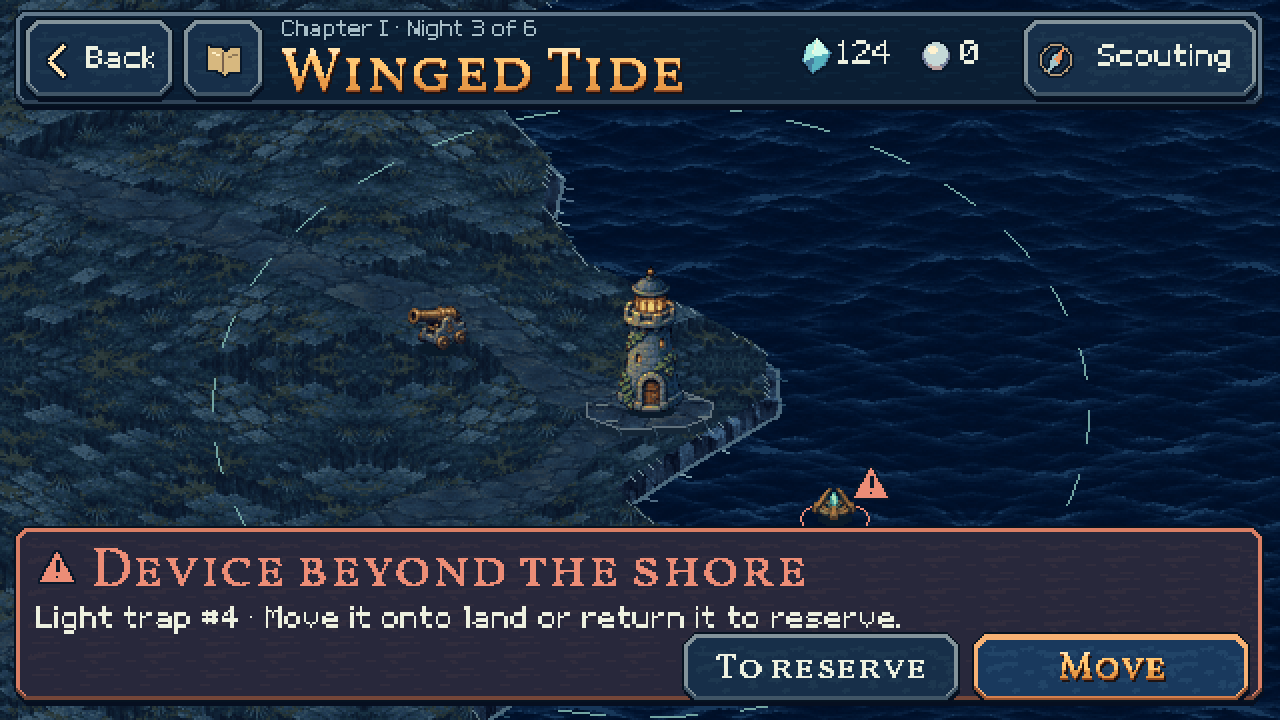 Back
Chapter I · Night 3 of 6
Winged Tide
124
0
Scouting
Device beyond the shore
Light trap #4 · Move it onto land or return it to reserve.
To reserve
Move